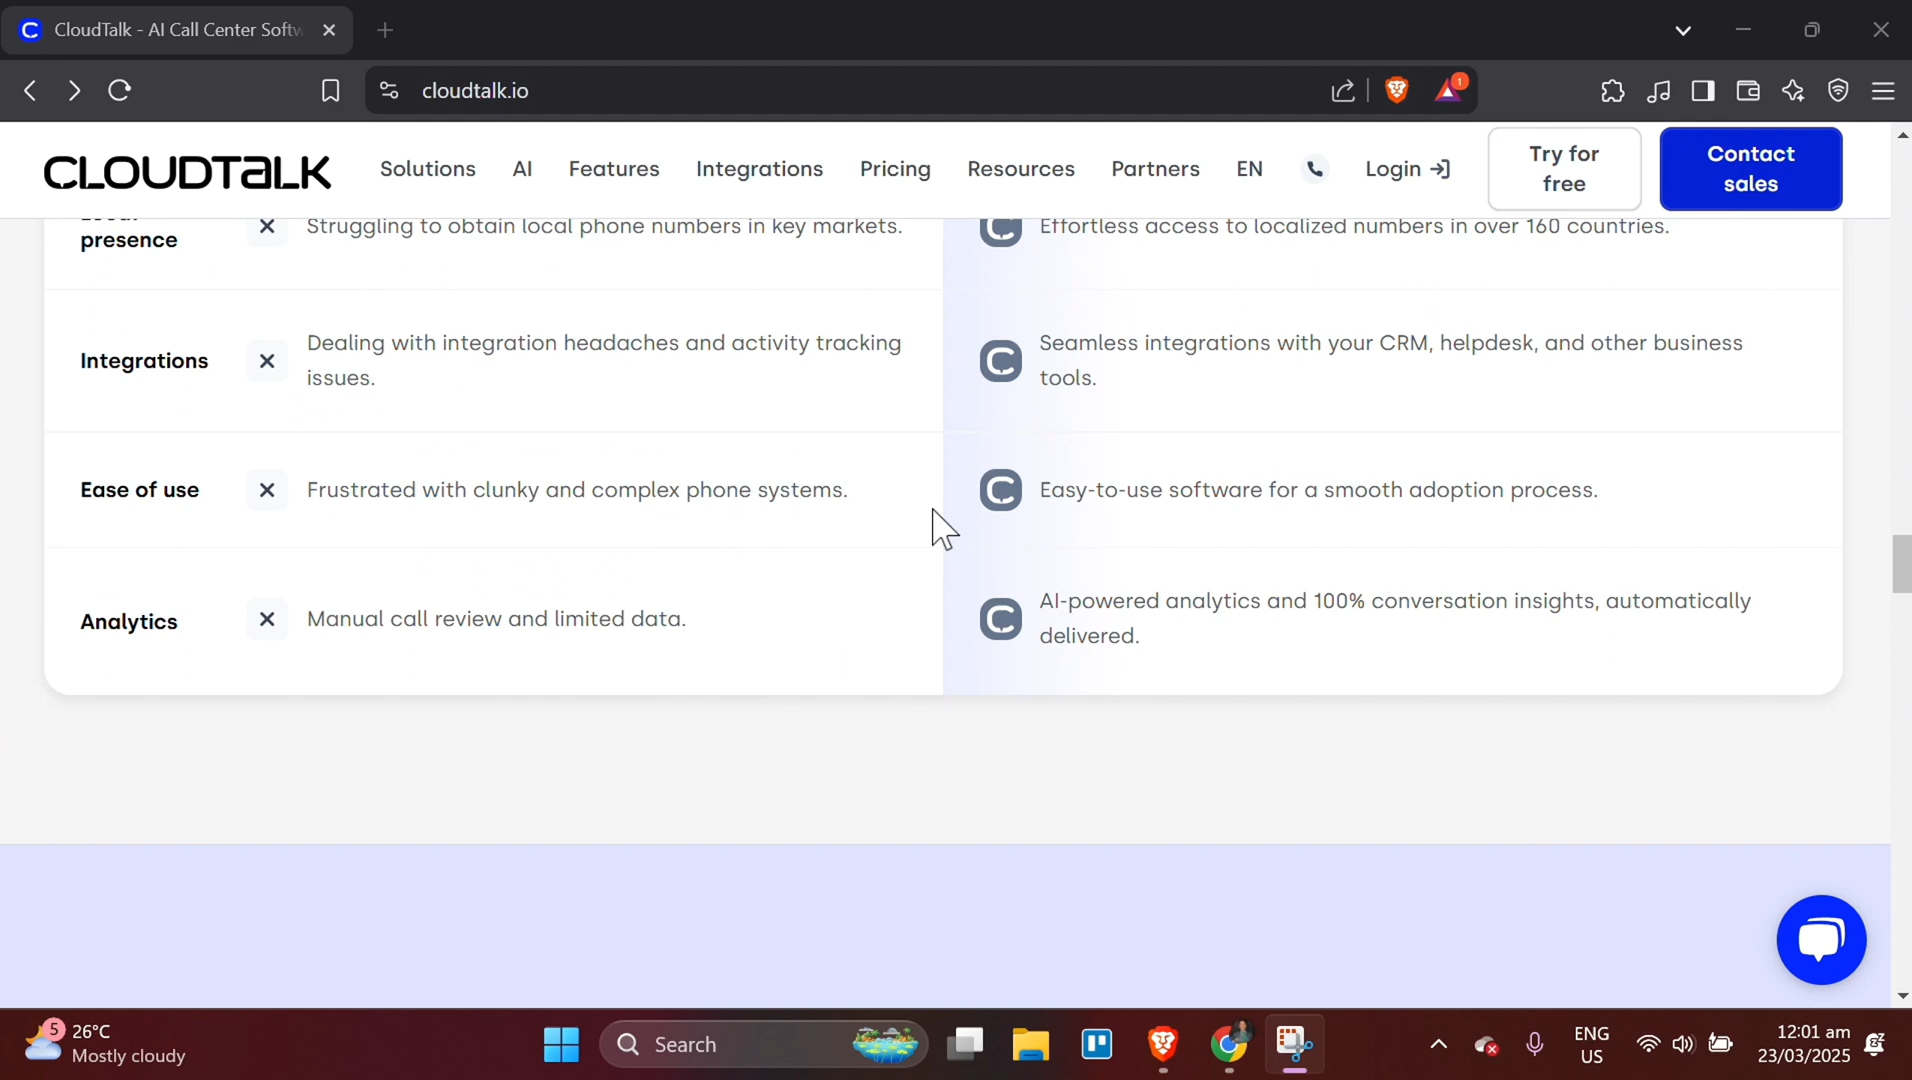 CloudTalk - AI Call Center Softw
cloudtalk.io
1
CLOUDTaLK
Solutions
AI
Features
Integrations
Pricing
Resources
Partners
EN
Login
Try for
free
Contact
sales
presence
Struggling to obtain local phone numbers in key markets.
Effortless access to localized numbers in over 160 countries.
Integrations
Dealing with integration headaches and activity tracking
issues.
Seamless integrations with your CRM, helpdesk, and other business
tools.
Ease of use
Frustrated with clunky and complex phone systems.
Easy-to-use software for a smooth adoption process.
Analytics
Manual call review and limited data.
AI-powered analytics and 100% conversation insights, automatically
delivered.
5
26°C
Mostly cloudy
Search
ENG
US
12:01 am
23/03/2025